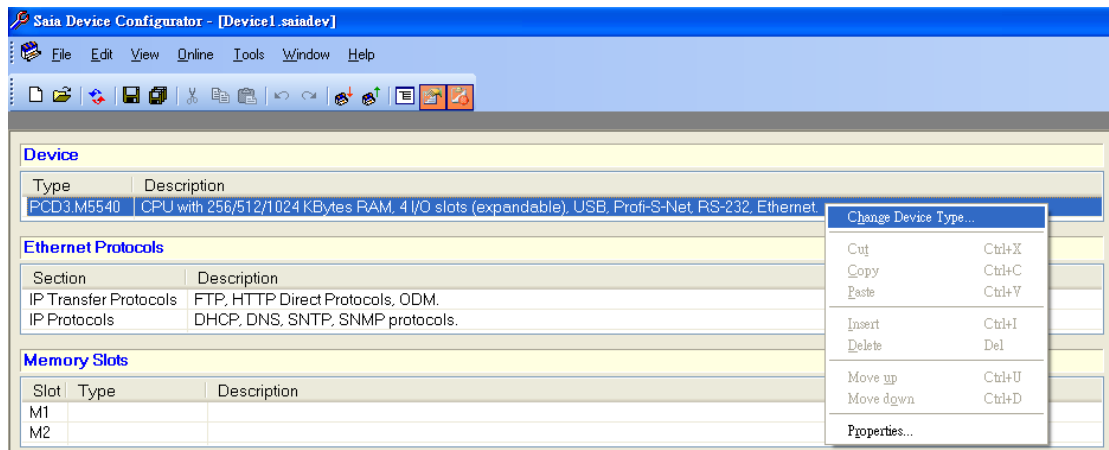 Saia Device Configurator - [Device1.saiadev]
File Edit View Online Tools Window Help
Device
Type Description
PCD3.M5540 CPU with 256/512/1024 KBytes RAM, 4 I/O slots (expandable), USB, Profi-S-Net, RS-232, Ethernet.
Change Device Type...
Cut Ctrl+X
Copy Ctrl+C
Paste Ctrl+V
Insert Ctrl+I
Delete Del
Move up Ctrl+U
Move down Ctrl+D
Properties...
Ethernet Protocols
Section Description
IP Transfer Protocols FTP, HTTP Direct Protocols, ODM.
IP Protocols DHCP, DNS, SNTP, SNMP protocols.
Memory Slots
Slot Type Description
M1
M2